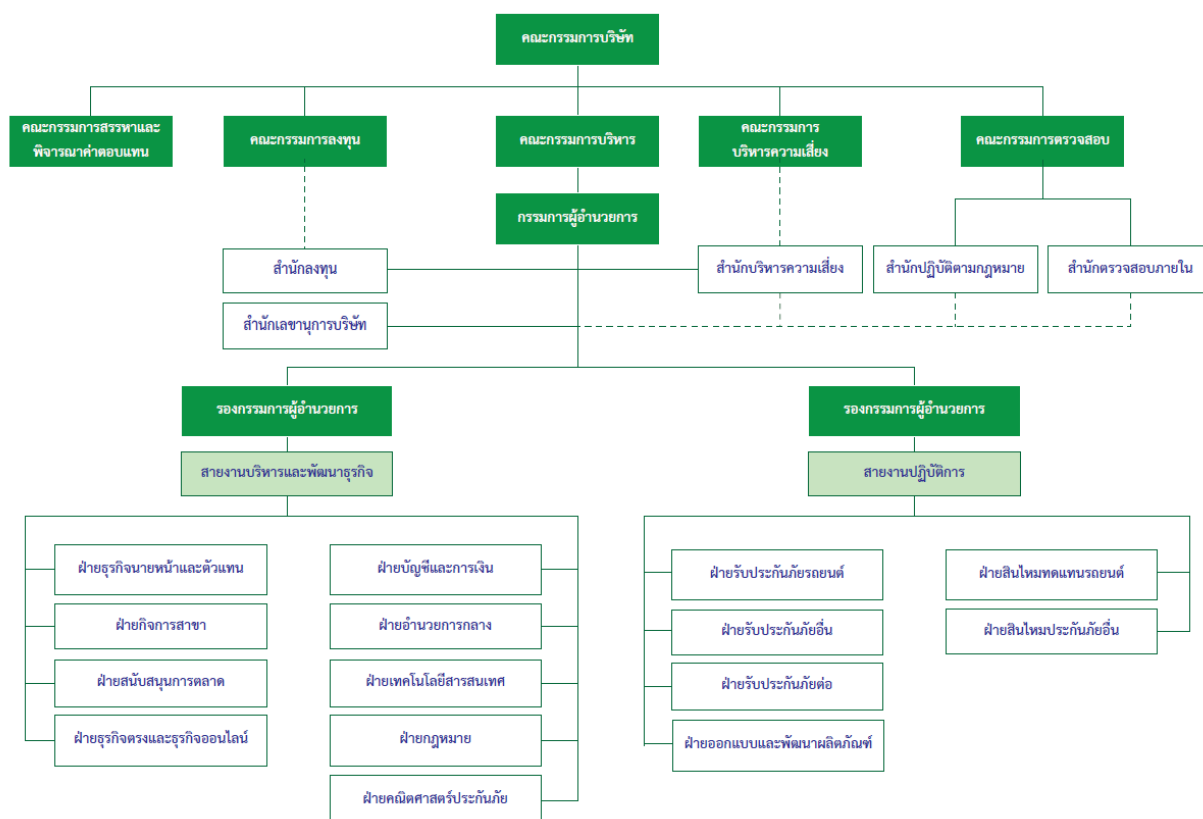 คณะกรรมการบริษัท
คณะกรรมการสรรหาและ
พิจารณาค่าตอบแทน
คณะกรรมการลงทุน
คณะกรรมการบริหาร
คณะกรรมการ
บริหารความเสี่ยง
คณะกรรมการตรวจสอบ
กรรมการผู้อำนวยการ
สำนักลงทุน
สำนักบริหารความเสี่ยง
สำนักปฏิบัติตามกฎหมาย
สำนักตรวจสอบภายใน
สำนักเลขานุการบริษัท
รองกรรมการผู้อำนวยการ
รองกรรมการผู้อำนวยการ
สายงานบริหารและพัฒนาธุรกิจ
สายงานปฏิบัติการ
ฝ่ายธุรกิจนายหน้าและตัวแทน
ฝ่ายกิจการสาขา
ฝ่ายสนับสนุนการตลาด
ฝ่ายธุรกิจตรงและธุรกิจออนไลน์
ฝ่ายบัญชีและการเงิน
ฝ่ายอำนวยการกลาง
ฝ่ายเทคโนโลยีสารสนเทศ
ฝ่ายกฎหมาย
ฝ่ายคณิตศาสตร์ประกันภัย
ฝ่ายรับประกันภัยรถยนต์
ฝ่ายรับประกันภัยอื่น
ฝ่ายรับประกันภัยต่อ
ฝ่ายออกแบบและพัฒนาผลิตภัณฑ์
ฝ่ายสินไหมทดแทนรถยนต์
ฝ่ายสินไหมประกันภัยอื่น